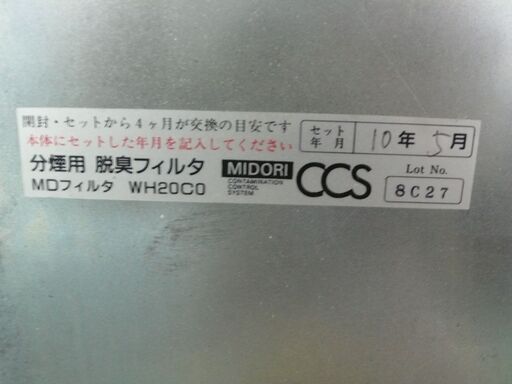 開封・セットから4ヶ月が交換の目安です
本体にセットした年月を記入してください
セット年月 10年 5月
分煙用 脱臭フィルタ
MDフィルタ WH20C0
MIDORI
CONTAMINATION
CONTROL
SYSTEM
CCS
Lot No.
8C27